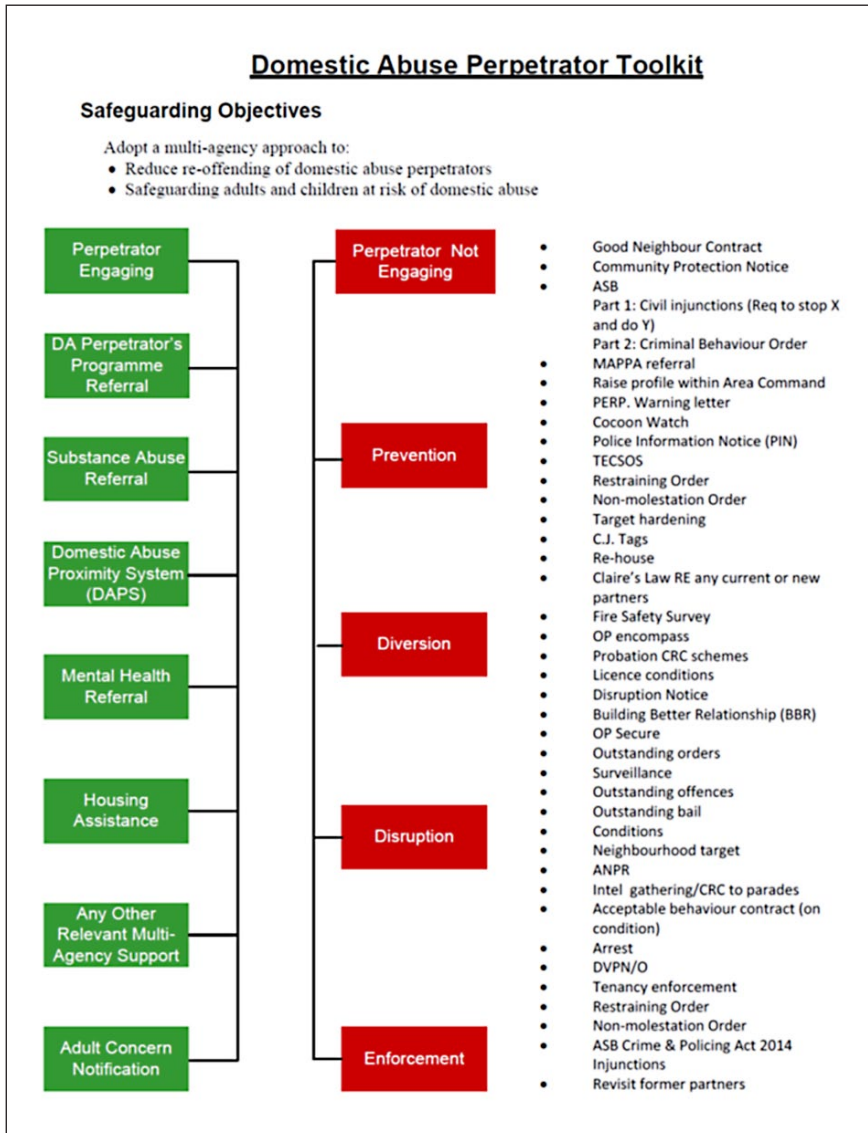 Domestic Abuse Perpetrator Toolkit
Safeguarding Objectives
Adopt a multi-agency approach to:
• Reduce re-offending of domestic abuse perpetrators
• Safeguarding adults and children at risk of domestic abuse
Perpetrator
Engaging
DA Perpetrator's
Programme
Referral
Substance Abuse
Referral
Domestic Abuse
Proximity System
(DAPS)
Mental Health
Referral
Housing
Assistance
Any Other
Relevant Multi-
Agency Support
Adult Concern
Notification
Perpetrator Not
Engaging
Prevention
Diversion
Disruption
Enforcement
• Good Neighbour Contract
• Community Protection Notice
• ASB
Part 1: Civil injunctions (Req to stop X
and do Y)
Part 2: Criminal Behaviour Order
• MAPPA referral
• Raise profile within Area Command
• PERP. Warning letter
• Cocoon Watch
• Police Information Notice (PIN)
• TECSOS
• Restraining Order
• Non-molestation Order
• Target hardening
• C.J. Tags
• Re-house
• Claire's Law RE any current or new
partners
• Fire Safety Survey
• OP encompass
• Probation CRC schemes
• Licence conditions
• Disruption Notice
• Building Better Relationship (BBR)
• OP Secure
• Outstanding orders
• Surveillance
• Outstanding offences
• Outstanding bail
• Conditions
• Neighbourhood target
• ANPR
• Intel gathering/CRC to parades
• Acceptable behaviour contract (on
condition)
• Arrest
• DVPN/O
• Tenancy enforcement
• Restraining Order
• Non-molestation Order
• ASB Crime & Policing Act 2014
Injunctions
• Revisit former partners